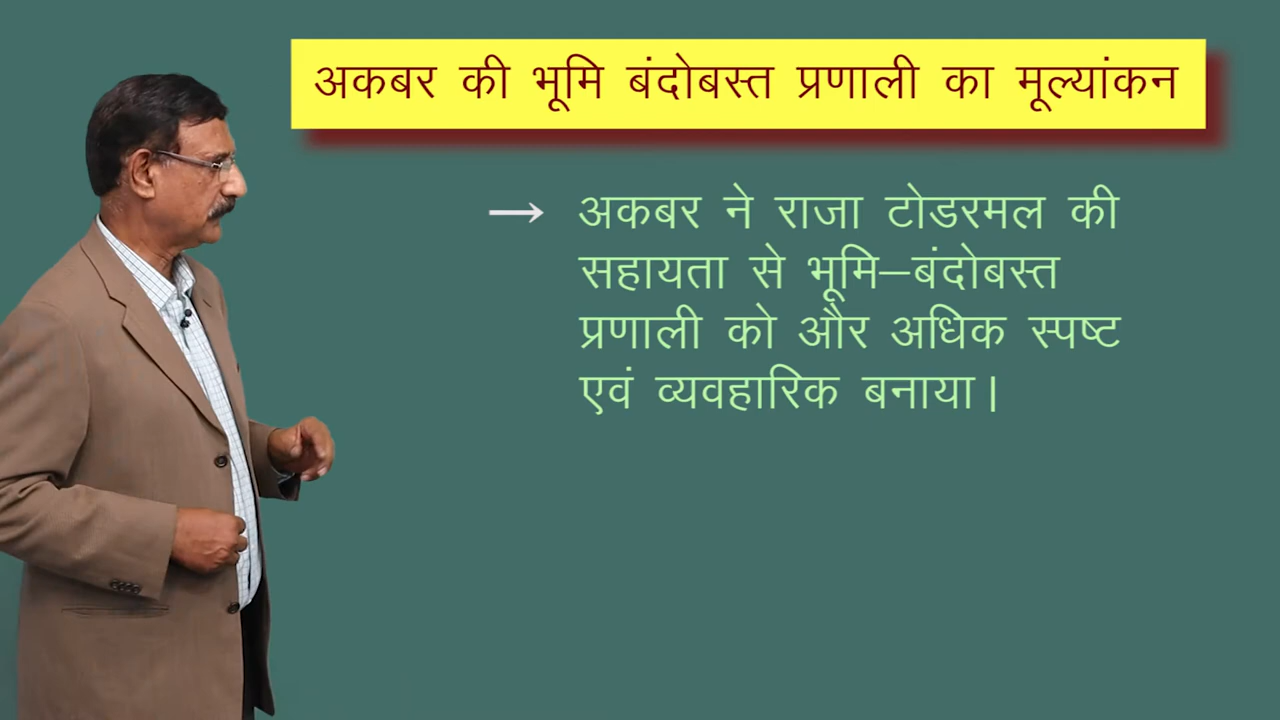 अकबर की भूमि बंदोबस्त प्रणाली का मूल्यांकन
→ अकबर ने राजा टोडरमल की
सहायता से भूमि–बंदोबस्त
प्रणाली को और अधिक स्पष्ट
एवं व्यवहारिक बनाया।